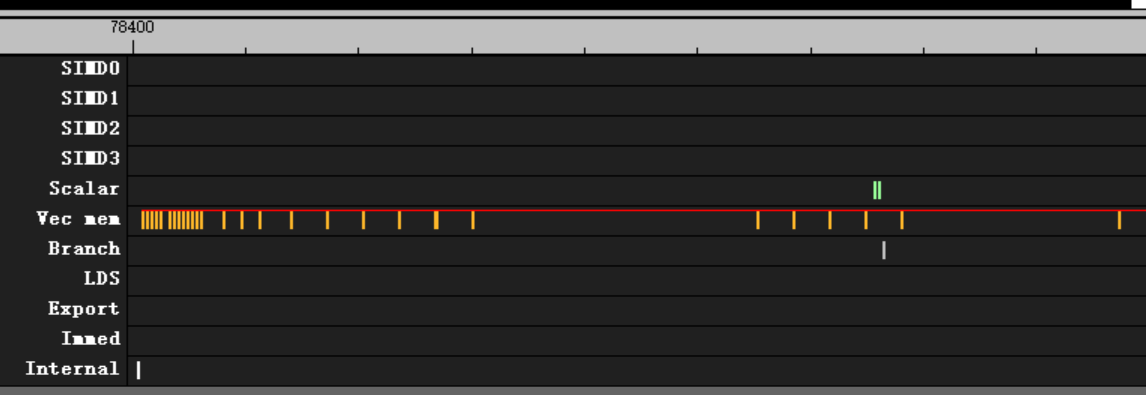 78400
SIMD0
SIMD1
SIMD2
SIMD3
Scalar
Vec mem
Branch
LDS
Export
Immed
Internal